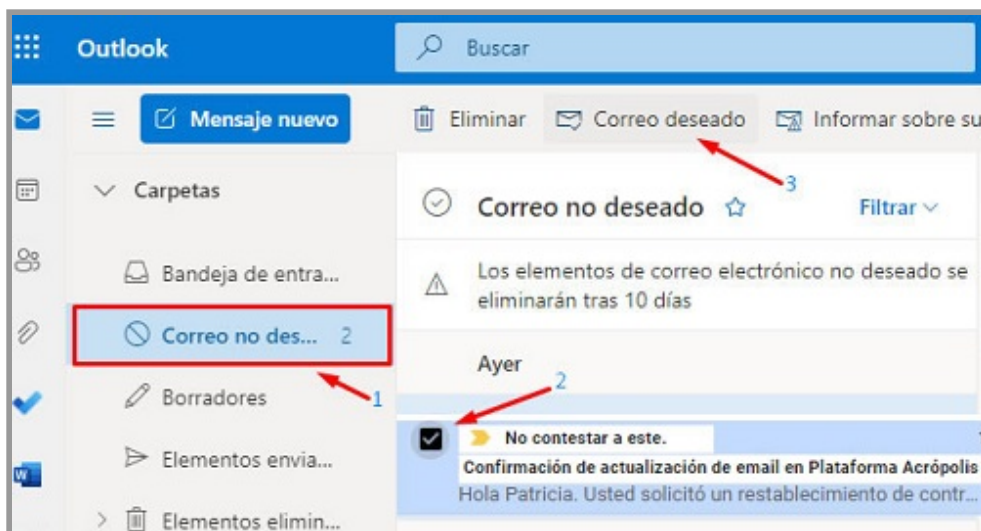 Outlook
Buscar
Mensaje nuevo
Eliminar
Correo deseado
Informar sobre su
3
Carpetas
Correo no deseado
Filtrar
Bandeja de entra...
Los elementos de correo electrónico no deseado se
eliminarán tras 10 días
Correo no des... 2
1
Ayer
2
Borradores
No contestar a este.
Confirmación de actualización de email en Plataforma Acrópolis
Hola Patricia. Usted solicitó un restablecimiento de contr...
Elementos envia...
W
Elementos elimin...